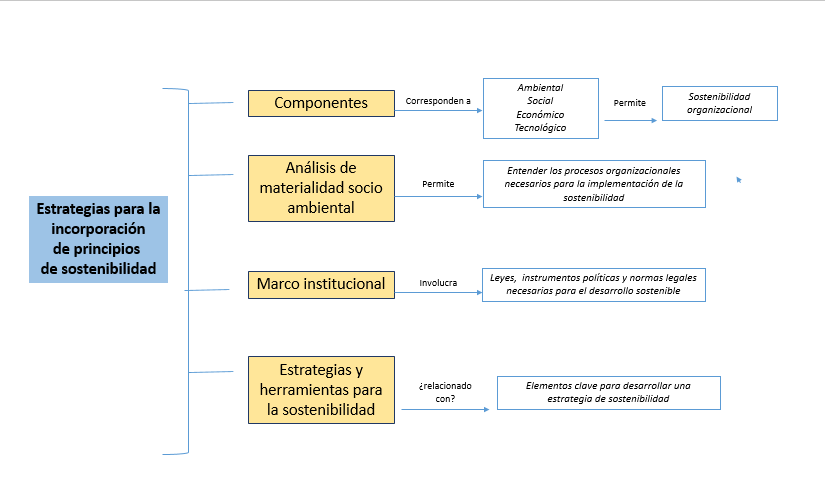 Estrategias para la
incorporación
de principios
de sostenibilidad
Componentes
Corresponden a
Ambiental
Social
Económico
Tecnológico
Permite
Sostenibilidad
organizacional
Análisis de
materialidad socio
ambiental
Permite
Entender los procesos organizacionales
necesarios para la implementación de la
sostenibilidad
Marco institucional
Involucra
Leyes, instrumentos políticas y normas legales
necesarias para el desarrollo sostenible
Estrategias y
herramientas para
la sostenibilidad
¿relacionado
con?
Elementos clave para desarrollar una
estrategia de sostenibilidad